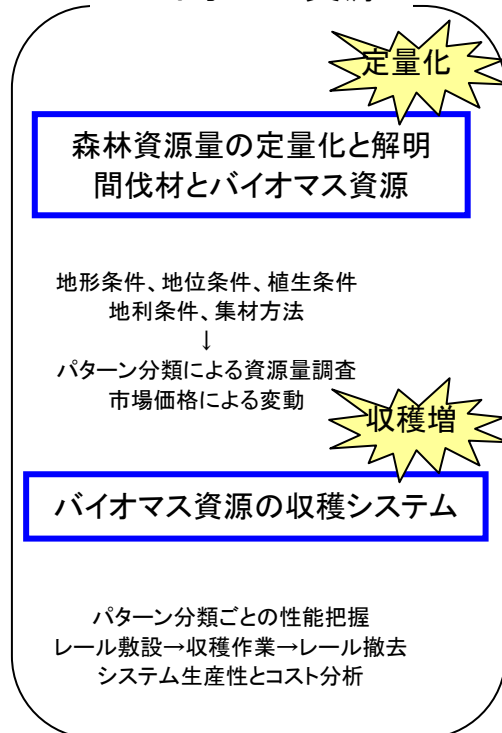 定量化
森林資源量の定量化と解明
間伐材とバイオマス資源
地形条件、地位条件、植生条件
地利条件、集材方法
↓
パターン分類による資源量調査
市場価格による変動
収穫増
バイオマス資源の収穫システム
パターン分類ごとの性能把握
レール敷設→収穫作業→レール撤去
システム生産性とコスト分析